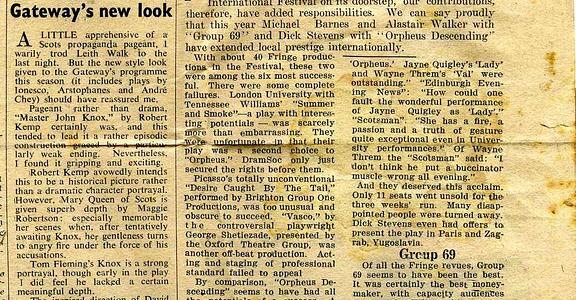 Gateway's new look
A LITTLE apprehensive of a
Scots propaganda pageant, I
warily trod Leith Walk to the
last night. But the new style look
given to the Gateway's programme
this season (it includes plays by
Ionesco, Arstophanes and André
Chey) should have reassured me.
Pageant rather than drama,
"Master John Knox," by Robert
Kemp certainly was, and this
tended to lead it a rather episodic
construction graced by a particu-
larly weak ending. Nevertheless,
I found it gripping and exciting.
Robert Kemp avowedly intends
this to be a historical picture rather
than a dramatic character portrayal.
However, Mary Queen of Scots is
given superb depth by Maggie
Robertson: especially memorable
her scenes when, after tentatively
awaiting Knox, her gentleness turns
to angry fire under the force of his
accusations.
Tom Fleming's Knox is a strong
portrayal, though early in the play
I did feel he lacked a certain
meaningful depth.
The inspired direction of David
International Festival on its doorstep, our contributions,
therefore, have added responsibilities. We can say proudly
that this year Michael Barnes and Alastair Walker with
"Group 69" and Dick Stevens with "Orpheus Descending"
have extended local prestige internationally.
With about 40 Fringe produc-
tions in the Festival, these two
were among the six most success-
ful. There were some complete
failures. London University with
Tennessee Williams' "Summer
and Smoke"—a play with interest-
ing potentials — was scarcely
more than embarrassing. They
were unfortunate in that their
play was a second choice to
"Orpheus." DramSoc only just
secured the rights before them.
Picasso's totally unconventional
"Desire Caught By The Tail,"
performed by Brighton Group One
Productions, was too unusual and
obscure to succeed, "Vasco," by
the controversial playwright
George Shetiezade, presented by
the Oxford Theatre Group, was
another off-beat production. Act-
ing and staging of professional
standard failed to appeal
By comparison, "Orpheus De-
scending" seems to have had all
'Orpheus.' Jayne Quigley's 'Lady'
and Wayne Threm's 'Val' were
outstanding." "Edinburgh Even-
ing News": "How could one
fault the wonderful performance
of Jayne Quigley as 'Lady'."
"Scotsman". "She has a fire, a
passion and a truth of gesture
quite exceptional even in Univer-
sity performances." Of Wayne
Threm the "Scotsman" said: "I
don't think he put a buccinator
muscle wrong all evening."
And they deserved this acclaim.
Only 11 seats went unsold for the
three weeks' run. Many disap-
pointed people were turned away.
Dick Stevens even had offers to
present the play in Paris and Zag-
rab, Yugoslavia.
Group 69
Of all the Fringe revues, Group
69 seems to have been the best.
It was certainly the best money-
maker, with capacity audiences